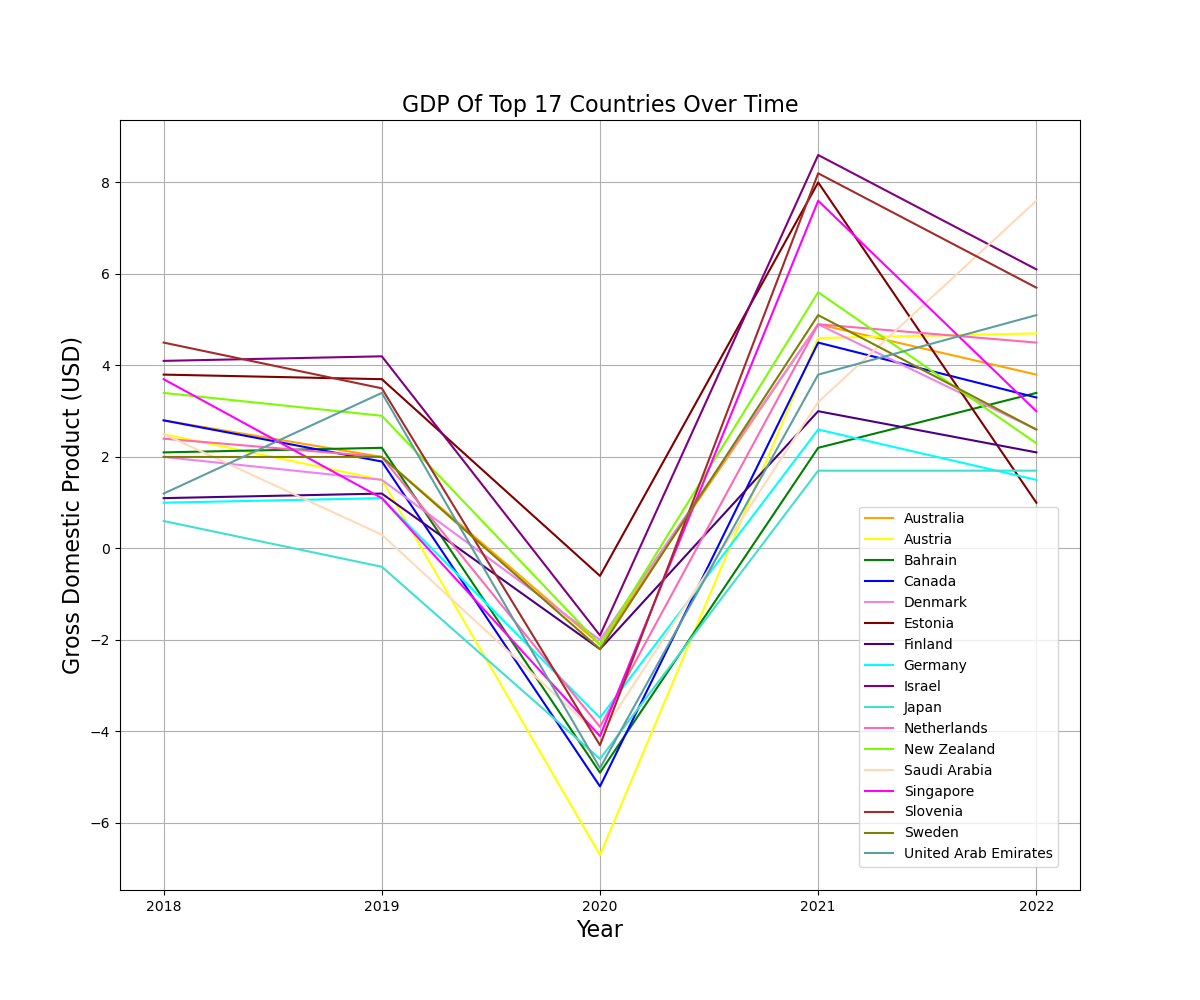 GDP Of Top 17 Countries Over Time
Gross Domestic Product (USD)
8
6
4
2
0
−2
−4
−6
Australia
Austria
Bahrain
Canada
Denmark
Estonia
Finland
Germany
Israel
Japan
Netherlands
New Zealand
Saudi Arabia
Singapore
Slovenia
Sweden
United Arab Emirates
2018 2019 2020 2021 2022
Year